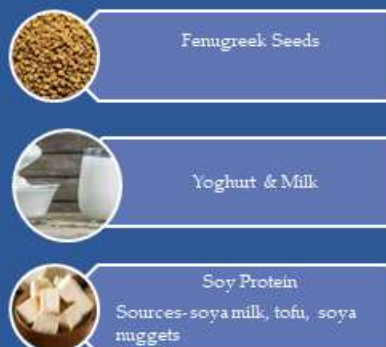 Fenugreek Seeds
Yoghurt & Milk
Soy Protein
Sources-soya milk, tofu, soya
nuggets